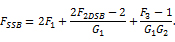 F_SSB = 2F_1 + (2F_2DSB − 2)/G_1 + (F_3 − 1)/(G_1G_2).